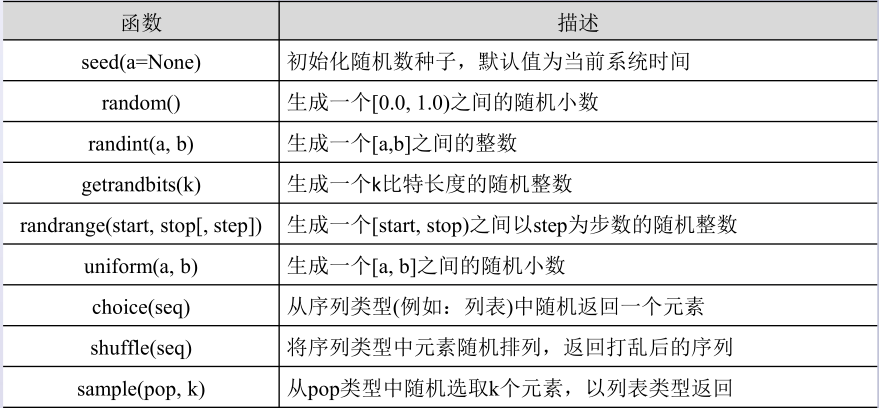 函数 描述
seed(a=None) 初始化随机数种子，默认值为当前系统时间
random() 生成一个[0.0, 1.0)之间的随机小数
randint(a, b) 生成一个[a,b]之间的整数
getrandbits(k) 生成一个k比特长度的随机整数
randrange(start, stop[, step]) 生成一个[start, stop)之间以step为步数的随机整数
uniform(a, b) 生成一个[a, b]之间的随机小数
choice(seq) 从序列类型(例如：列表)中随机返回一个元素
shuffle(seq) 将序列类型中元素随机排列，返回打乱后的序列
sample(pop, k) 从pop类型中随机选取k个元素，以列表类型返回